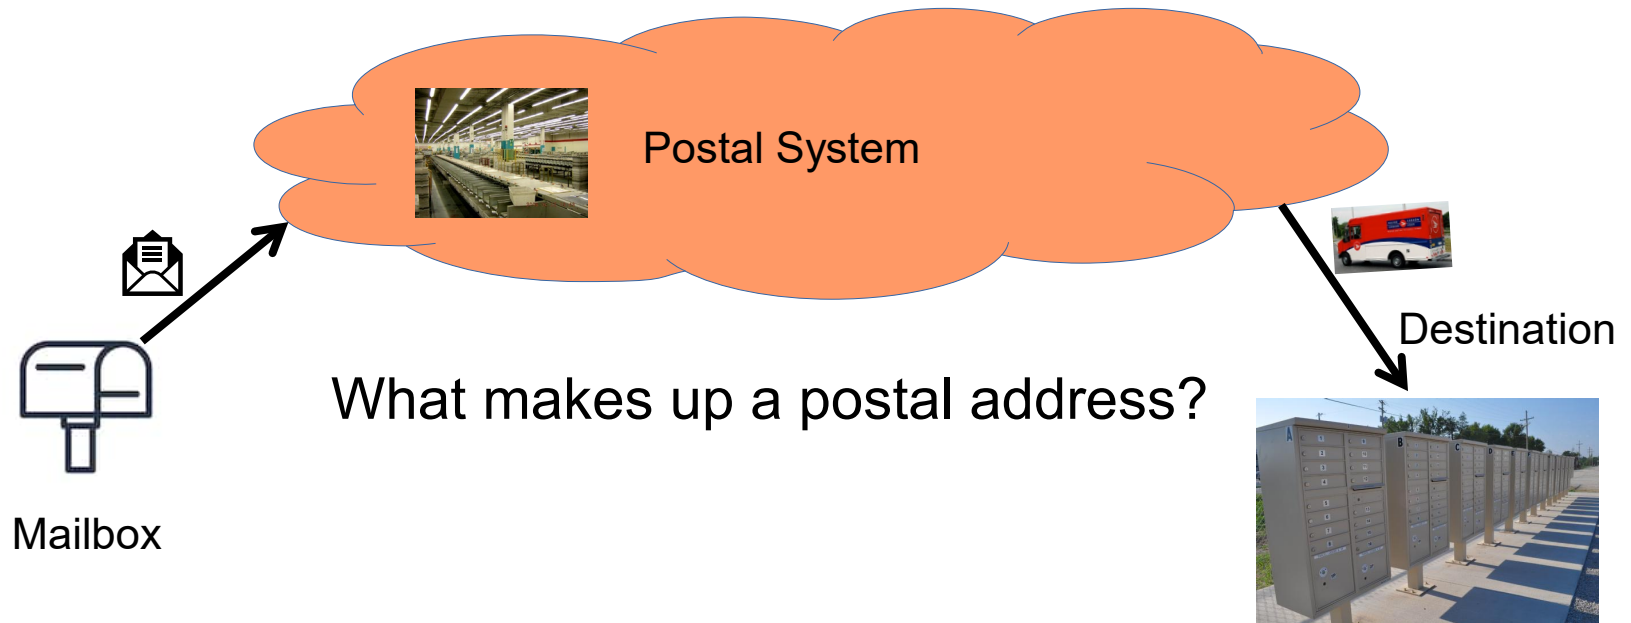 Postal System
Destination
What makes up a postal address?
Mailbox
A
B
C
D